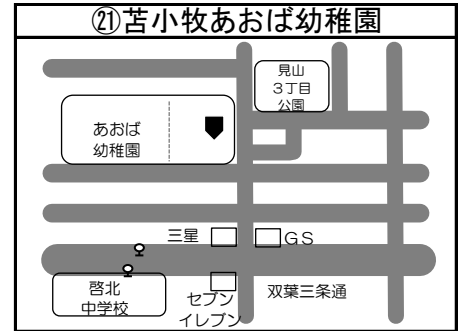 ㉑苫小牧あおば幼稚園
見山
3丁目
公園
あおば
幼稚園
三星
GS
啓北
中学校
セブン
イレブン
双葉三条通